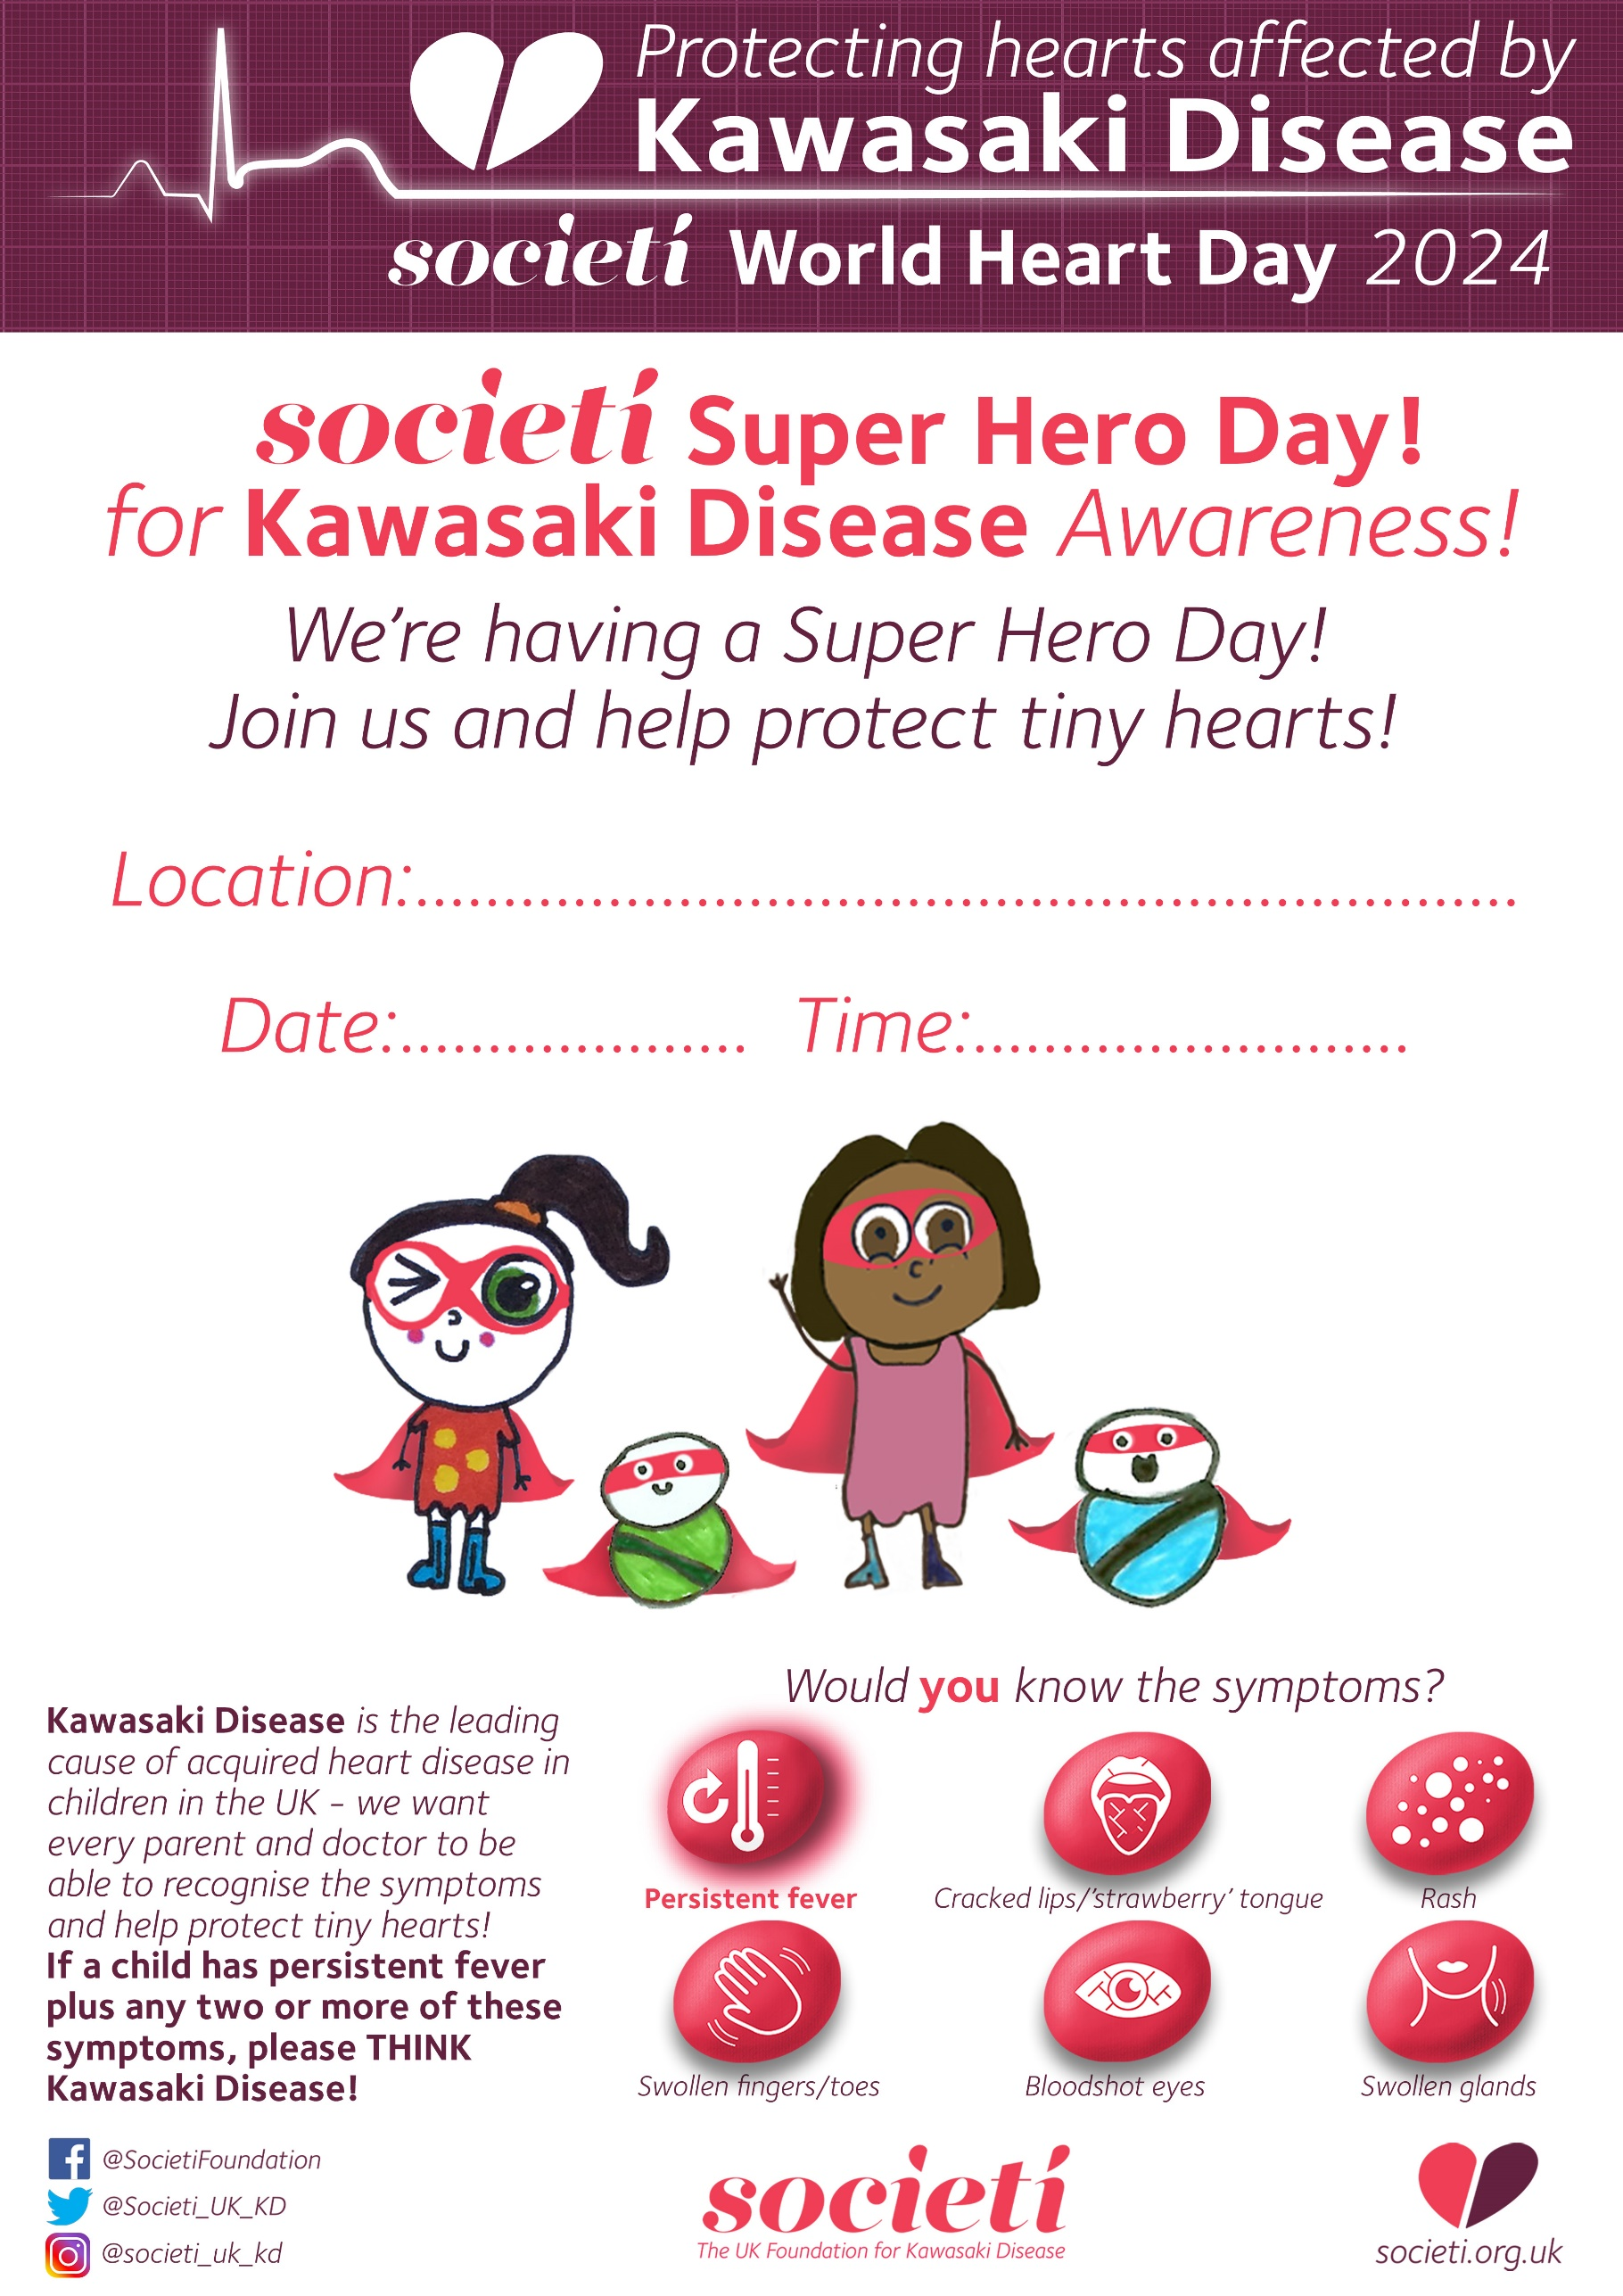 Protecting hearts affected by
Kawasaki Disease
societi World Heart Day 2024
societi Super Hero Day!
for Kawasaki Disease Awareness!
We're having a Super Hero Day!
Join us and help protect tiny hearts!
Location:..............................................................
Date:.................... Time:.........................
Would you know the symptoms?
Kawasaki Disease is the leading
cause of acquired heart disease in
children in the UK – we want
every parent and doctor to be
able to recognise the symptoms
and help protect tiny hearts!
If a child has persistent fever
plus any two or more of these
symptoms, please THINK
Kawasaki Disease!
Persistent fever
Cracked lips/'strawberry' tongue
Rash
Swollen fingers/toes
Bloodshot eyes
Swollen glands
@SocietiFoundation
@Societi_UK_KD
@societi_uk_kd
societi
The UK Foundation for Kawasaki Disease
societi.org.uk